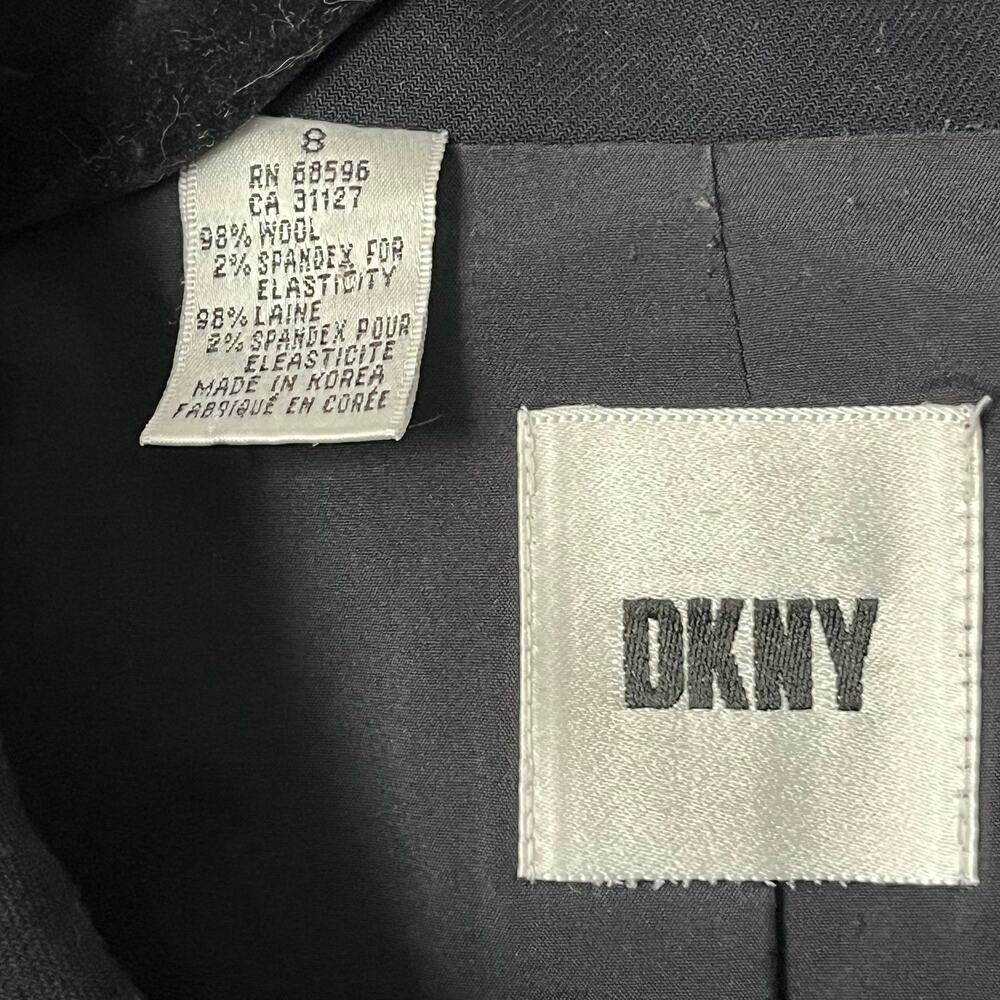 8
RN 68596
CA 31127
98% WOOL
2% SPANDEX FOR
ELASTICITY
98% LAINE
2% SPANDEX POUR
ELEASTICITE
MADE IN KOREA
FABRIQUÉ EN CORÉE
DKNY